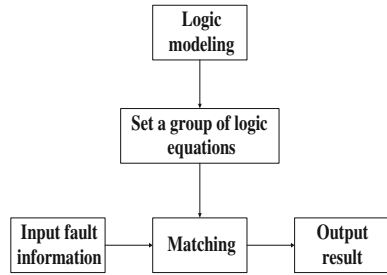 Logic
modeling
Set a group of logic
equations
Input fault
information
Matching
Output
result